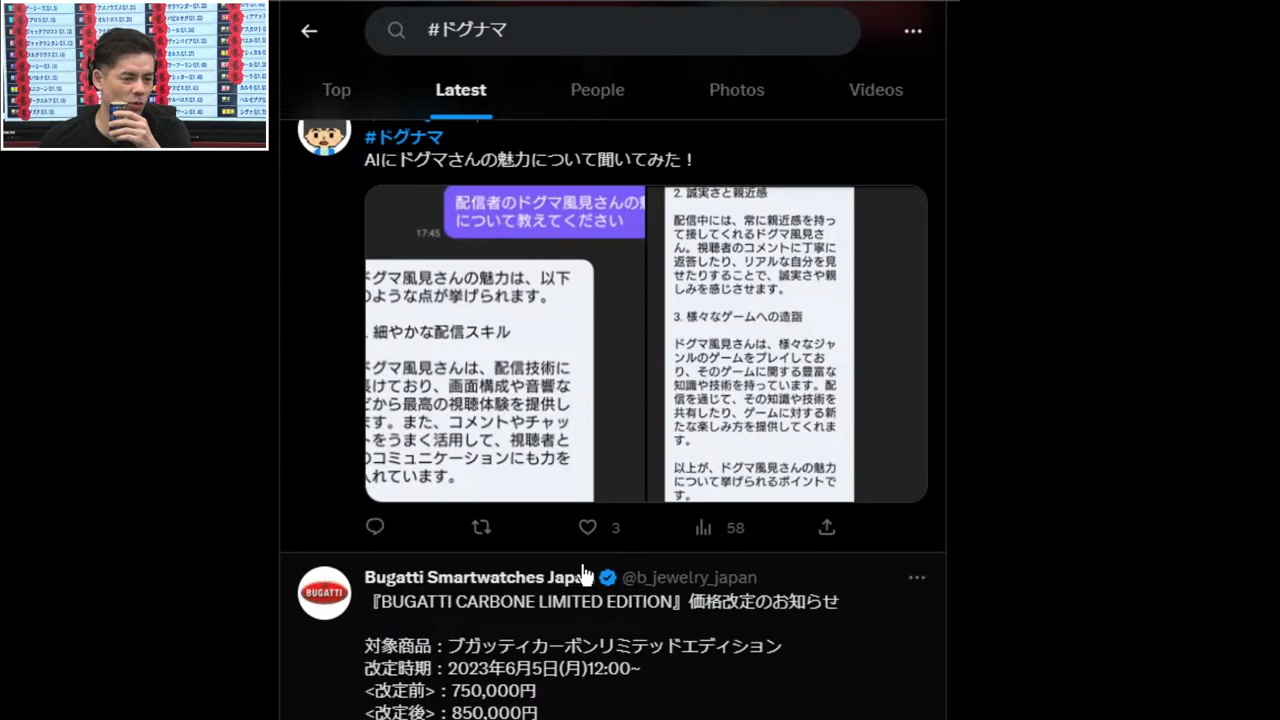 #ドグナマ
Top
Latest
People
Photos
Videos
#ドグナマ
AIにドグマさんの魅力について聞いてみた！
配信者のドグマ風見さんの
について教えてください
17:45
ドグマ風見さんの魅力は、以下
のような点が挙げられます。
. 細やかな配信スキル
ドグマ風見さんは、配信技術に
長けており、画面構成や音響な
どから最高の視聴体験を提供し
ます。また、コメントやチャッ
トをうまく活用して、視聴者と
のコミュニケーションにも力を
入れています。
2. 誠実さと親近感
配信中には、常に親近感を持っ
て接してくれるドグマ風見さ
ん。視聴者のコメントに丁寧に
返答したり、リアルな自分を見
せたりすることで、誠実さや親
しみを感じさせます。
3. 様々なゲームへの造詣
ドグマ風見さんは、様々なジャ
ンルのゲームをプレイしてお
り、そのゲームに関する豊富な
知識や技術を持っています。配
信を通じて、その知識や技術を
共有したり、ゲームに対する新
たな楽しみ方を提供してくれま
す。
以上が、ドグマ風見さんの魅力
について挙げられるポイントで
す。
3
58
BUGATTI
Bugatti Smartwatches Japan @b_jewelry_japan
『BUGATTI CARBONE LIMITED EDITION』価格改定のお知らせ
対象商品：ブガッティカーボンリミテッドエディション
改定時期：2023年6月5日(月)12:00~
<改定前>：750,000円
<改定後>：850,000円